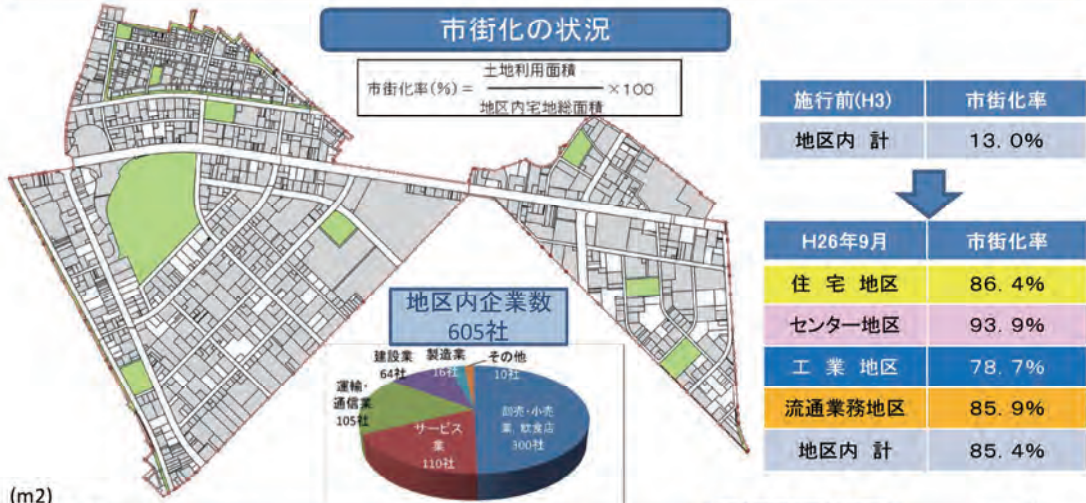 市街化の状況
市街化率(%) = 土地利用面積 / 地区内宅地総面積 ×100
施行前(H3) 市街化率
地区内 計 13. 0%
H26年9月 市街化率
住 宅 地区 86. 4%
センター地区 93. 9%
工 業 地区 78. 7%
流通業務地区 85. 9%
地区内 計 85. 4%
地区内企業数
605社
建設業
64社
製造業
16社
その他
10社
運輸・
通信業
105社
サービス
業
110社
卸売・小売
業, 飲食店
300社
(m2)